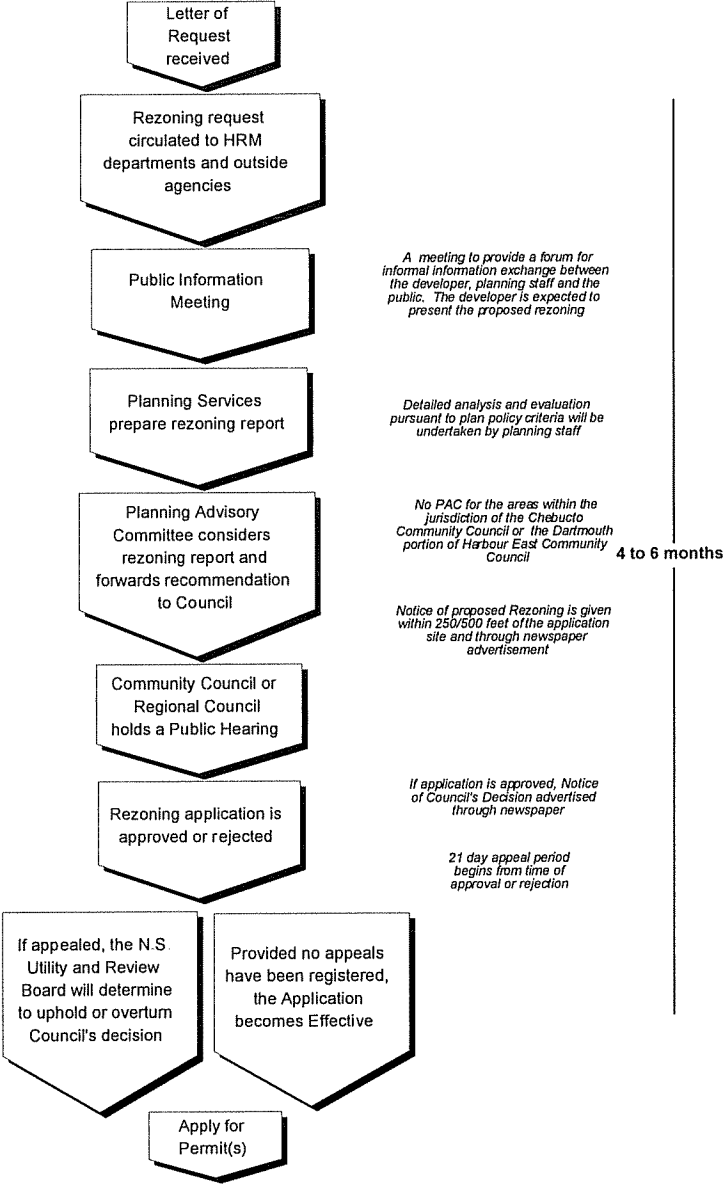 Letter of
Request
received
Rezoning request
circulated to HRM
departments and outside
agencies
Public Information
Meeting
A meeting to provide a forum for
informal information exchange between
the developer, planning staff and the
public. The developer is expected to
present the proposed rezoning
Planning Services
prepare rezoning report
Detailed analysis and evaluation
pursuant to plan policy criteria will be
undertaken by planning staff
Planning Advisory
Committee considers
rezoning report and
forwards recommendation
to Council
No PAC for the areas within the
jurisdiction of the Chebucto
Community Council or the Dartmouth
portion of Harbour East Community
Council
4 to 6 months
Notice of proposed Rezoning is given
within 250/500 feet of the application
site and through newspaper
advertisement
Community Council or
Regional Council
holds a Public Hearing
Rezoning application is
approved or rejected
If application is approved, Notice
of Council's Decision advertised
through newspaper
21 day appeal period
begins from time of
approval or rejection
If appealed, the N.S.
Utility and Review
Board will determine
to uphold or overturn
Council's decision
Provided no appeals
have been registered,
the Application
becomes Effective
Apply for
Permit(s)